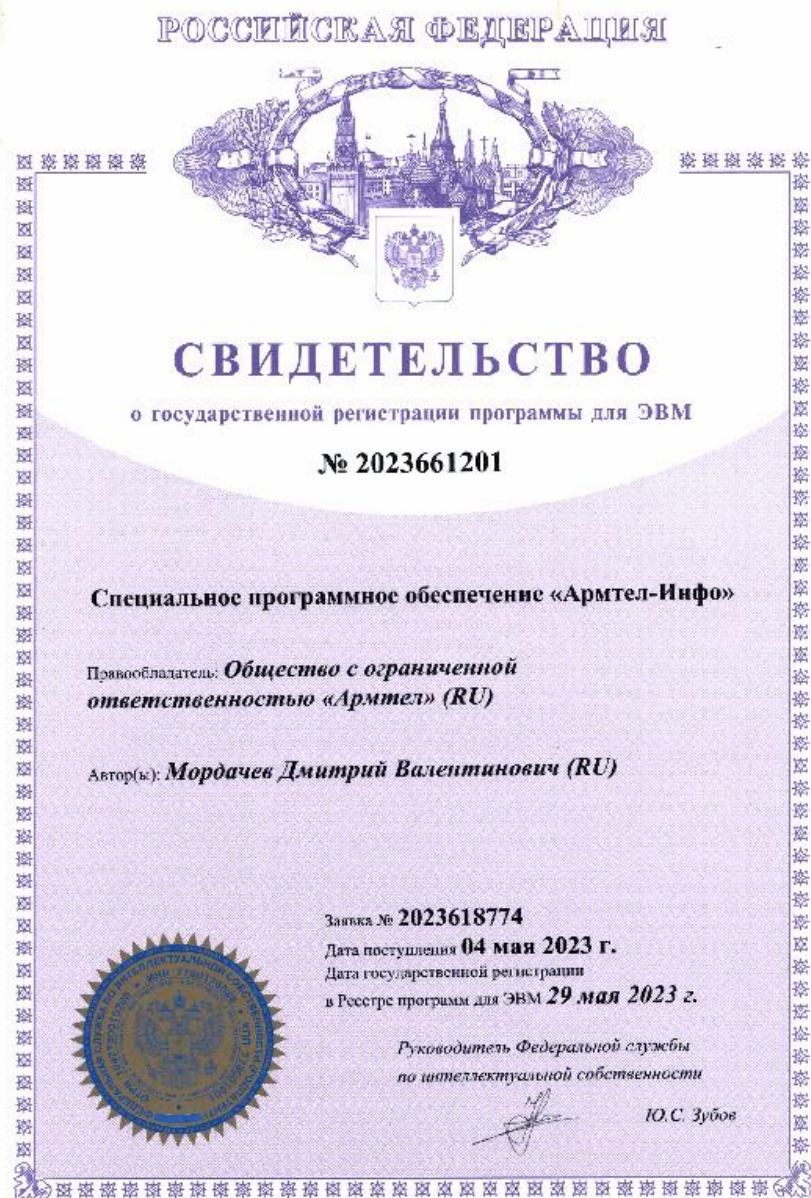 РОССИЙСКАЯ ФЕДЕРАЦИЯ
СВИДЕТЕЛЬСТВО
о государственной регистрации программы для ЭВМ
№ 2023661201
Специальное программное обеспечение «Армтел-Инфо»
Правообладатель: Общество с ограниченной
ответственностью «Армтел» (RU)
Автор(ы): Мордачев Дмитрий Валентинович (RU)
Заявка № 2023618774
Дата поступления 04 мая 2023 г.
Дата государственной регистрации
в Реестре программ для ЭВМ 29 мая 2023 г.
Руководитель Федеральной службы
по интеллектуальной собственности
Ю.С. Зубов